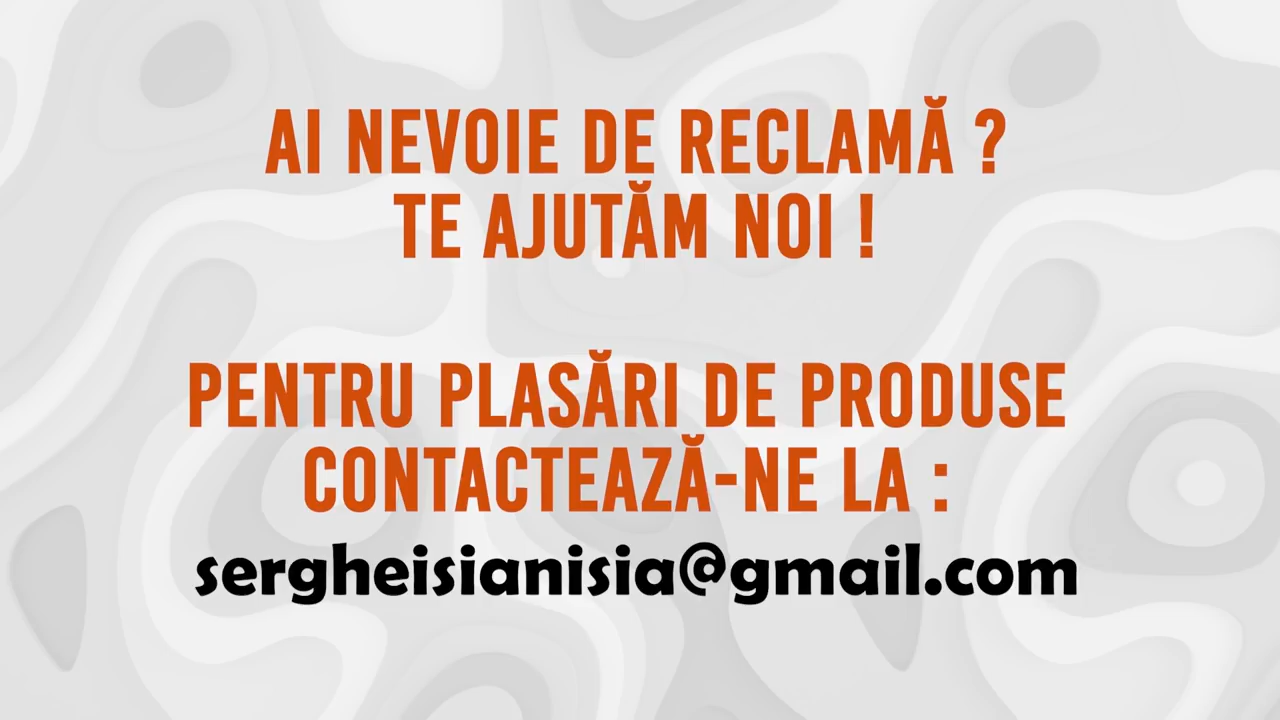 AI NEVOIE DE RECLAMĂ ?
TE AJUTĂM NOI !
PENTRU PLASĂRI DE PRODUSE
CONTACTEAZĂ-NE LA :
sergheisianisia@gmail.com